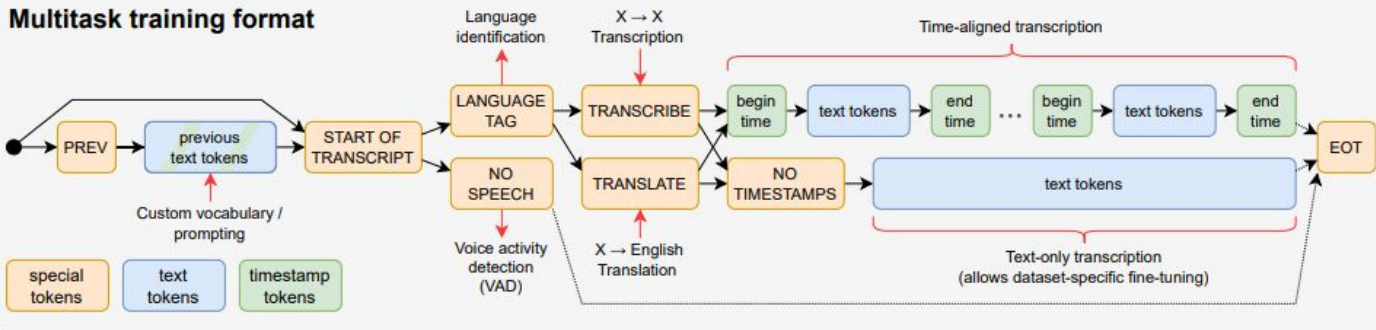 Multitask training format
Language
identification
X → X
Transcription
Time-aligned transcription
PREV
previous
text tokens
START OF
TRANSCRIPT
LANGUAGE
TAG
NO
SPEECH
TRANSCRIBE
TRANSLATE
begin
time
text tokens
end
time
...
begin
time
text tokens
end
time
NO
TIMESTAMPS
text tokens
EOT
Custom vocabulary /
prompting
Voice activity
detection
(VAD)
X → English
Translation
Text-only transcription
(allows dataset-specific fine-tuning)
special
tokens
text
tokens
timestamp
tokens